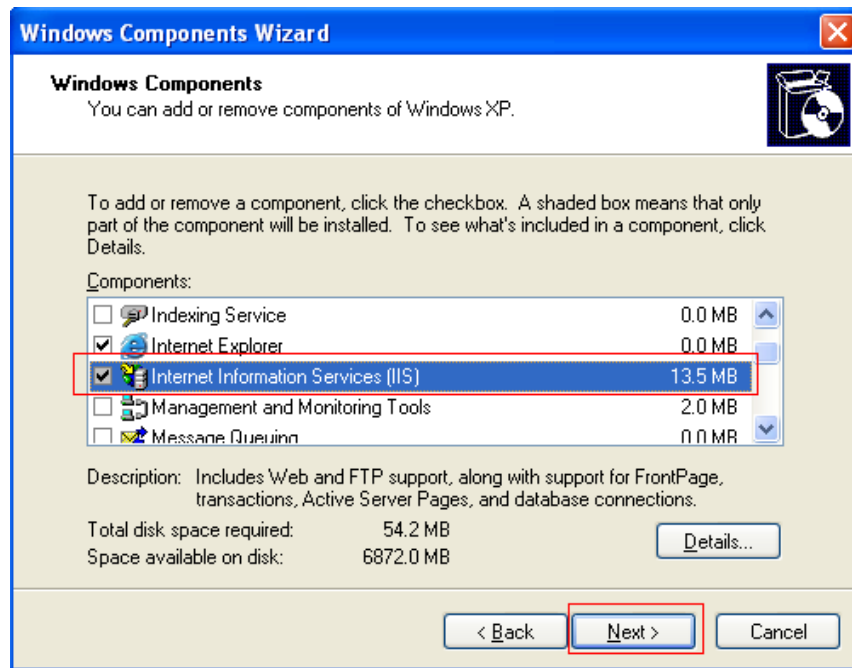 Windows Components Wizard
Windows Components
You can add or remove components of Windows XP.
To add or remove a component, click the checkbox. A shaded box means that only
part of the component will be installed. To see what's included in a component, click
Details.
Components:
Indexing Service 0.0 MB
Internet Explorer 0.0 MB
Internet Information Services (IIS) 13.5 MB
Management and Monitoring Tools 2.0 MB
Message Queuing 0.0 MB
Description: Includes Web and FTP support, along with support for FrontPage,
transactions, Active Server Pages, and database connections.
Total disk space required: 54.2 MB
Space available on disk: 6872.0 MB
Details...
< Back Next > Cancel